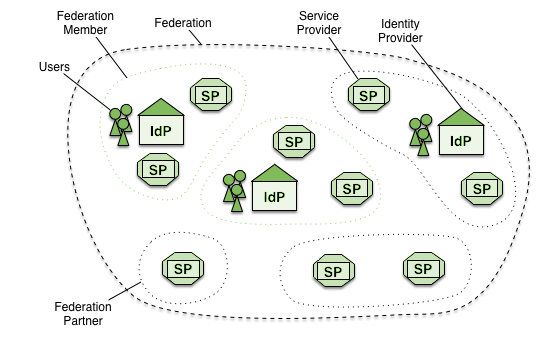 Federation
Member
Federation
Service
Provider
Identity
Provider
Users
SP
SP
IdP
IdP
SP
SP
SP
SP
IdP
SP
SP
SP
Federation
Partner